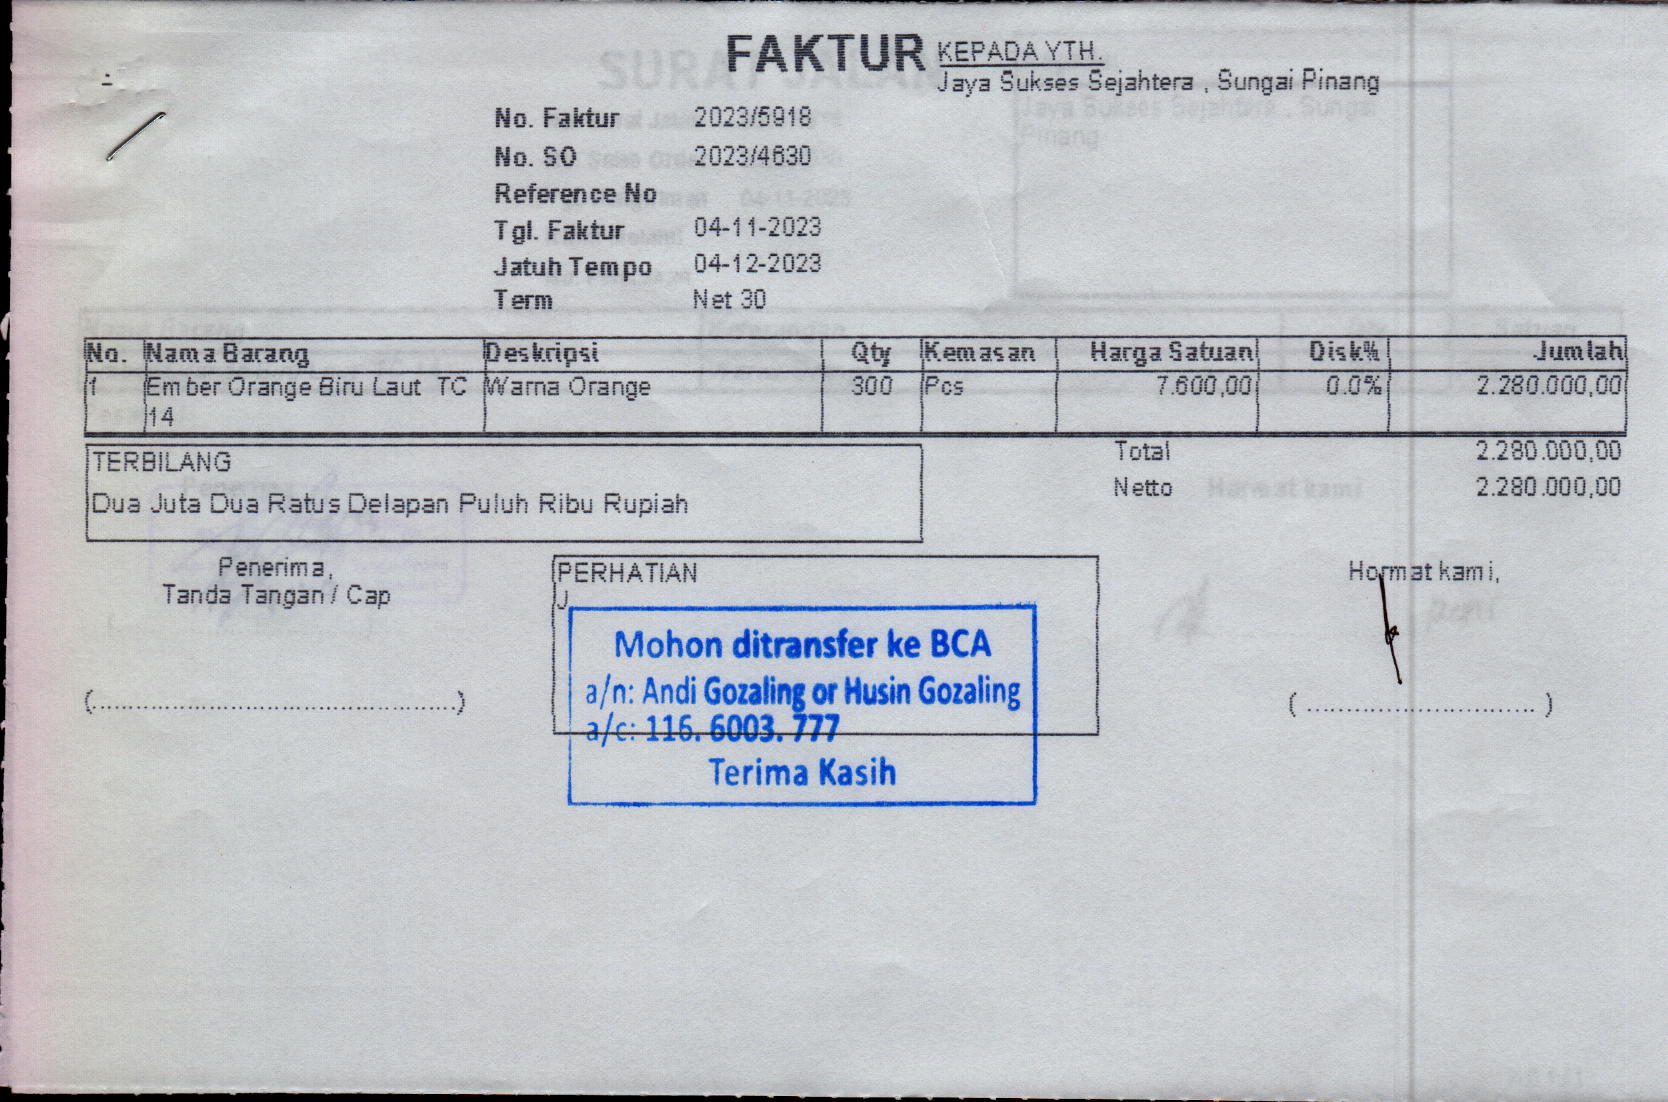 FAKTUR
KEPADA YTH.
Jaya Sukses Sejahtera , Sungai Pinang
No. Faktur 2023/5918
No. SO 2023/4630
Reference No
Tgl. Faktur 04-11-2023
Jatuh Tempo 04-12-2023
Term Net 30
No. Nama Barang Deskripsi Qty Kemasan Harga Satuan Disk% Jumlah
1 Ember Orange Biru Laut TC Warna Orange 300 Pcs 7.600,00 0.0% 2.280.000,00
14
Total 2.280.000,00
Netto 2.280.000,00
TERBILANG
Dua Juta Dua Ratus Delapan Puluh Ribu Rupiah
Penerima,
Tanda Tangan / Cap
(.............................................)
PERHATIAN
J
Mohon ditransfer ke BCA
a/n: Andi Gozaling or Husin Gozaling
a/c: 116. 6003. 777
Terima Kasih
Hormat kami,
( ............................ )